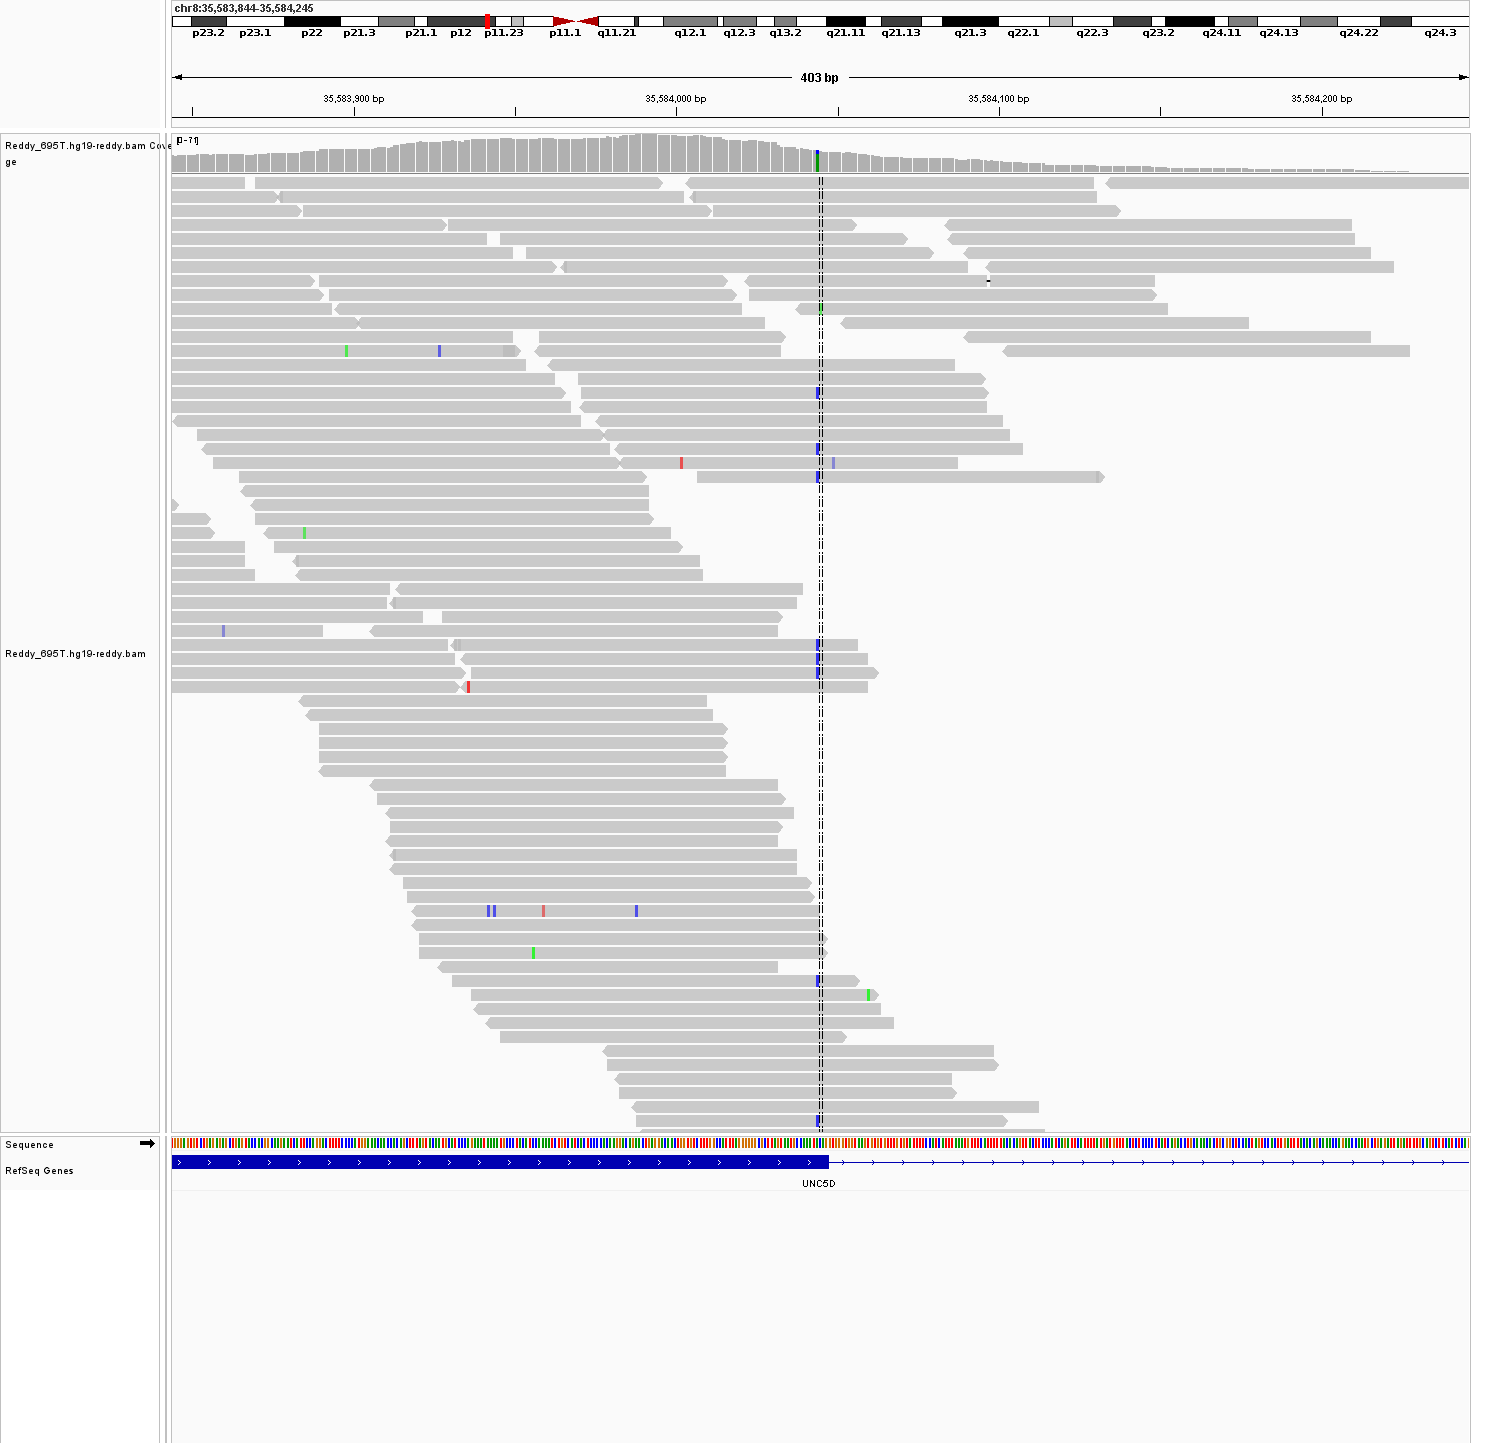 chr8:35,583,844-35,584,245
p23.2 p23.1 p22 p21.3 p21.1 p12 p11.23 p11.1 q11.21 q12.1 q12.3 q13.2 q21.11 q21.13 q21.3 q22.1 q22.3 q23.2 q24.11 q24.13 q24.22 q24.3
403 bp
35,583,900 bp 35,584,000 bp 35,584,100 bp 35,584,200 bp
[0-71]
Reddy_695T.hg19-reddy.bam Cove
ge
Reddy_695T.hg19-reddy.bam
Sequence
RefSeq Genes
UNC5D